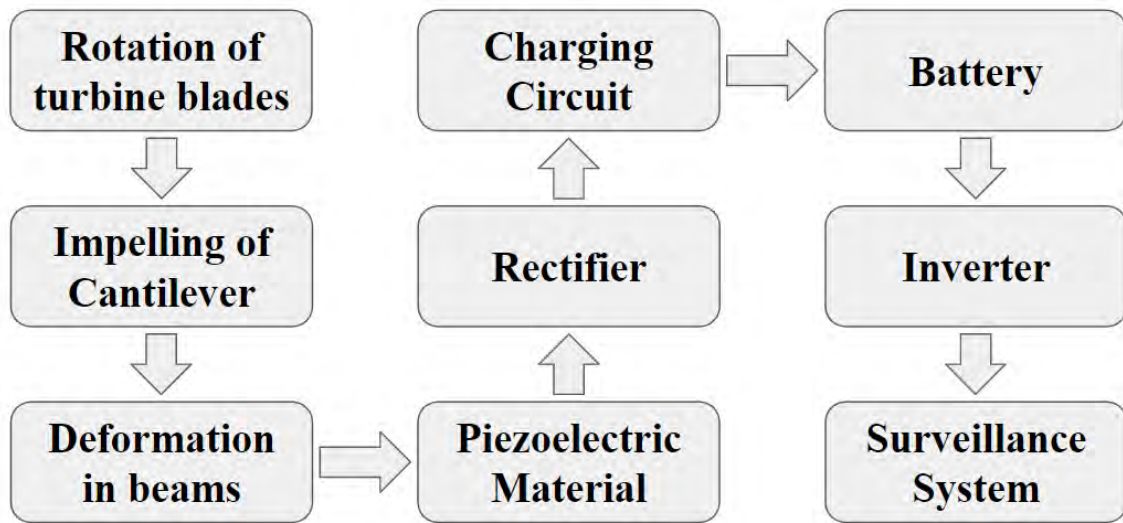 Rotation of
turbine blades
Impelling of
Cantilever
Deformation
in beams
Piezoelectric
Material
Rectifier
Charging
Circuit
Battery
Inverter
Surveillance
System